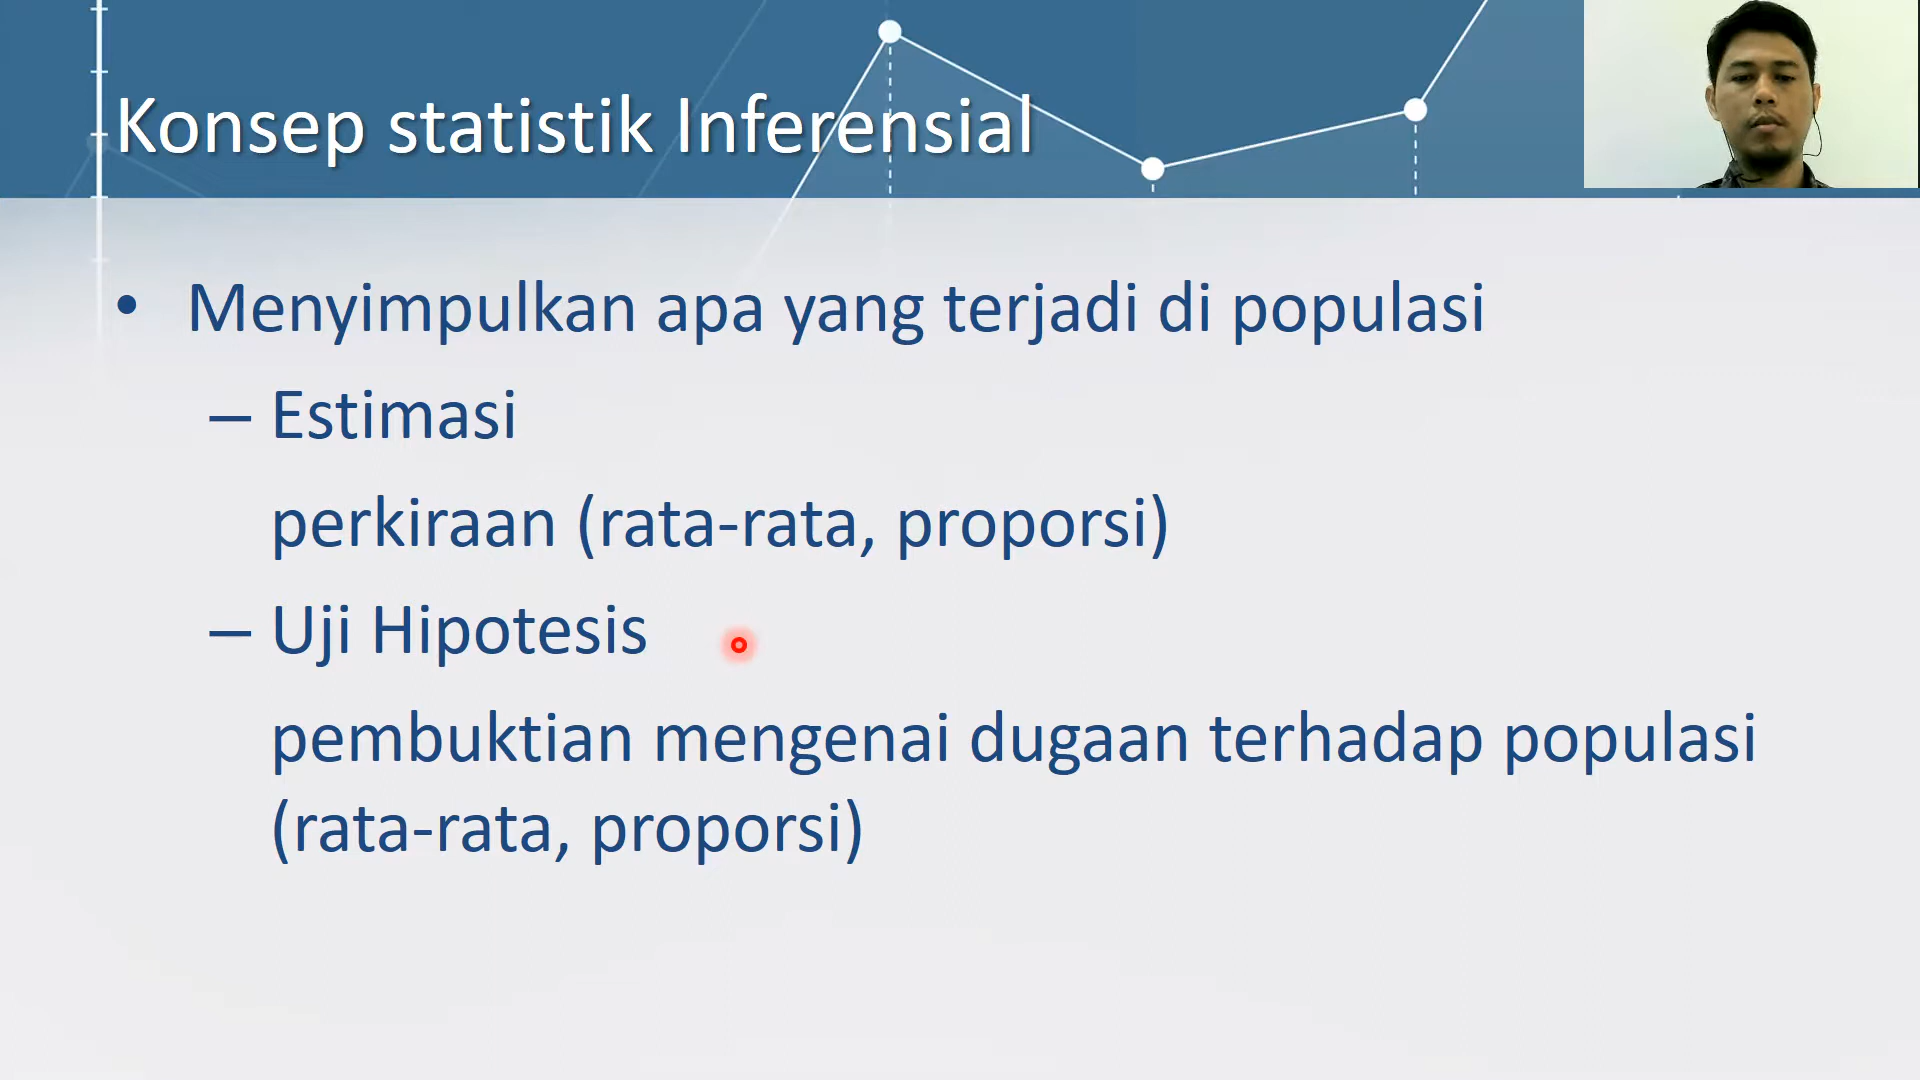 Konsep statistik Inferensial
• Menyimpulkan apa yang terjadi di populasi
– Estimasi
perkiraan (rata-rata, proporsi)
– Uji Hipotesis
pembuktian mengenai dugaan terhadap populasi
(rata-rata, proporsi)